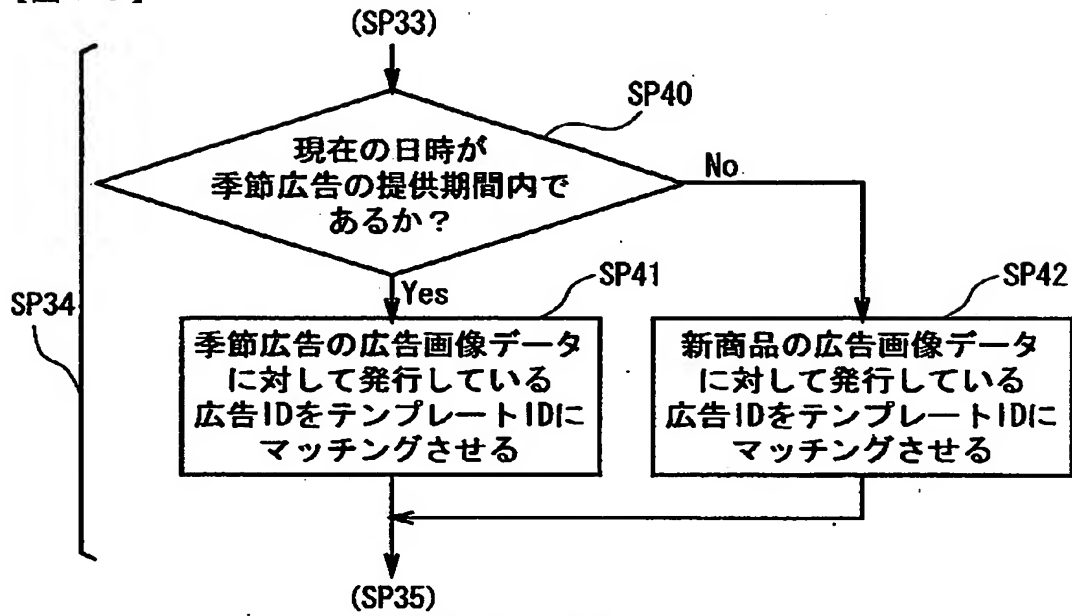 (SP33)
SP40
現在の日時が
季節広告の提供期間内で
あるか？
No
Yes
SP34
SP41
季節広告の広告画像データ
に対して発行している
広告IDをテンプレートIDに
マッチングさせる
SP42
新商品の広告画像データ
に対して発行している
広告IDをテンプレートIDに
マッチングさせる
(SP35)